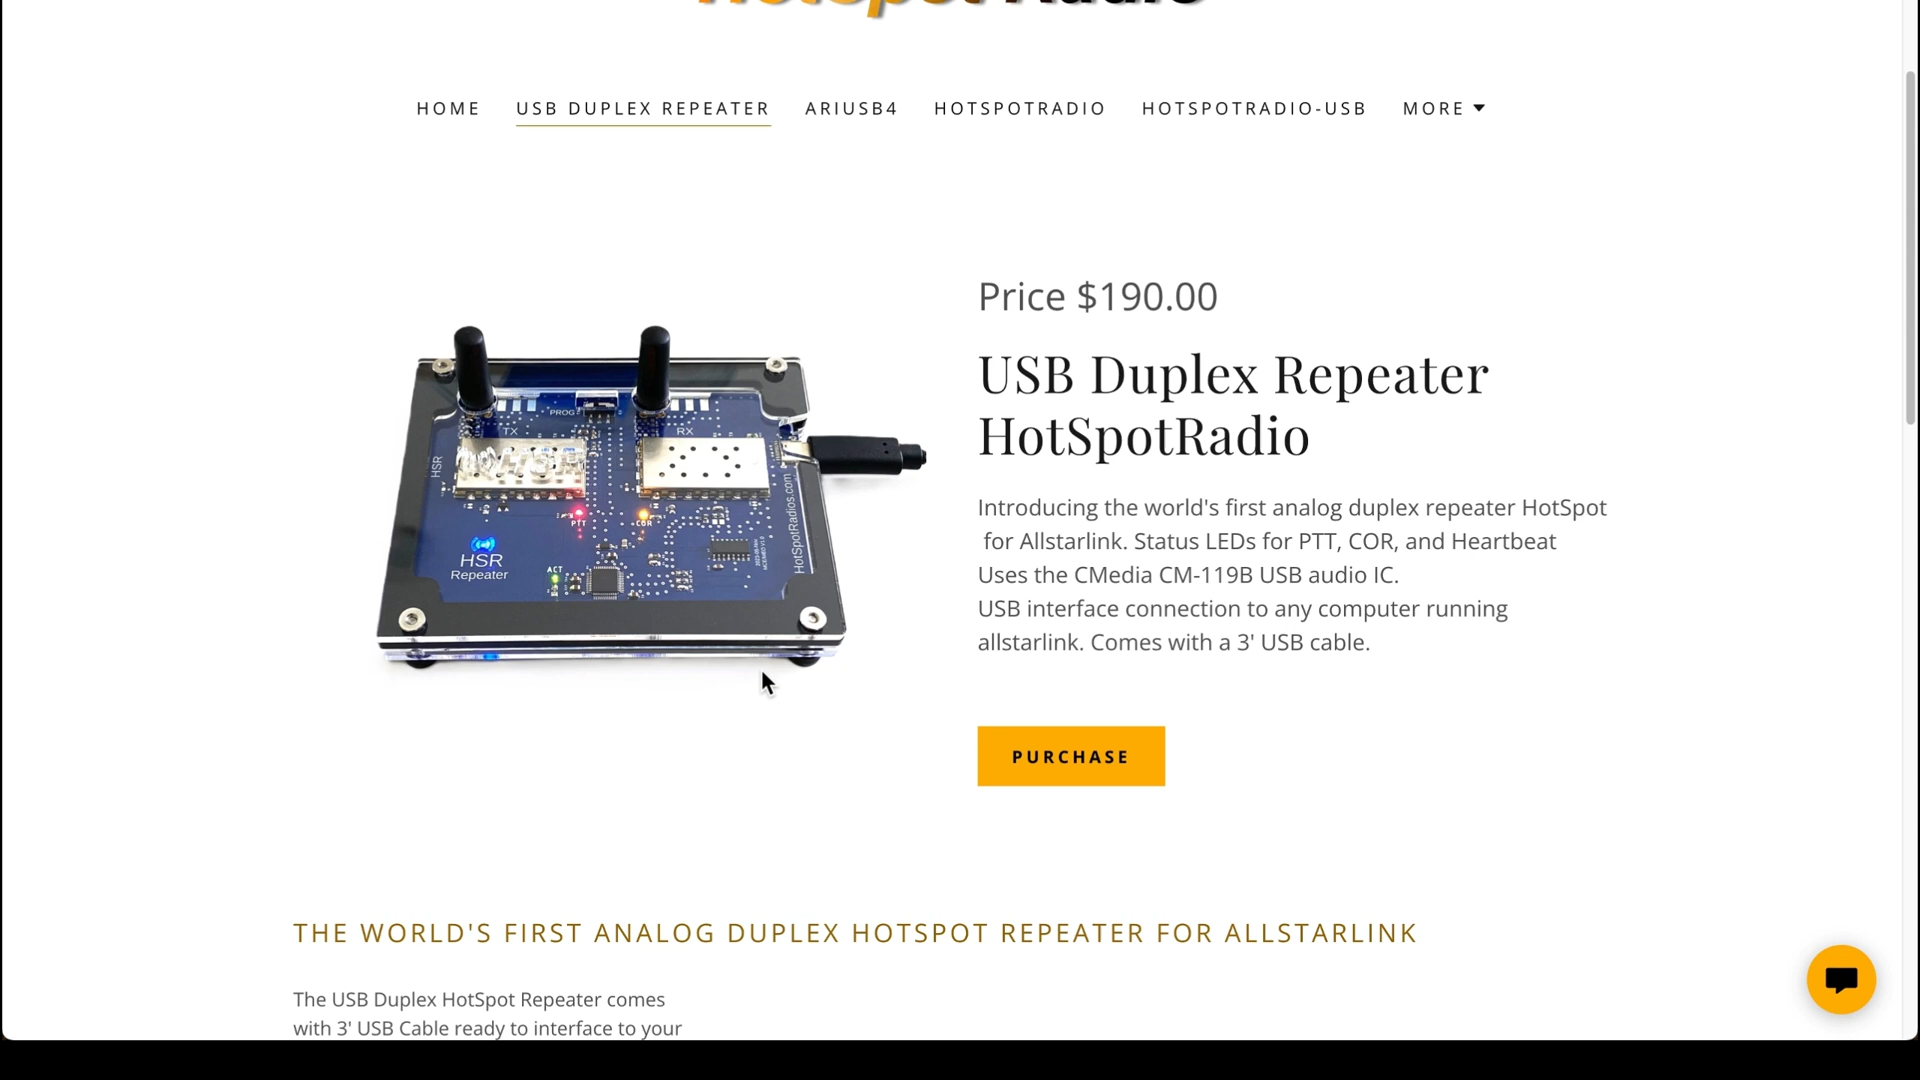 HotSpot Radio
HOME USB DUPLEX REPEATER ARIUSB4 HOTSPOTRADIO HOTSPOTRADIO-USB MORE
Price $190.00
USB Duplex Repeater
HotSpotRadio
Introducing the world's first analog duplex repeater HotSpot
for Allstarlink. Status LEDs for PTT, COR, and Heartbeat
Uses the CMedia CM-119B USB audio IC.
USB interface connection to any computer running
allstarlink. Comes with a 3' USB cable.
PURCHASE
PROG
TX
RX
HSR
PTT
COR
HotSpotRadios.com
HSR
Repeater
ACT
THE WORLD'S FIRST ANALOG DUPLEX HOTSPOT REPEATER FOR ALLSTARLINK
The USB Duplex HotSpot Repeater comes
with 3' USB Cable ready to interface to your